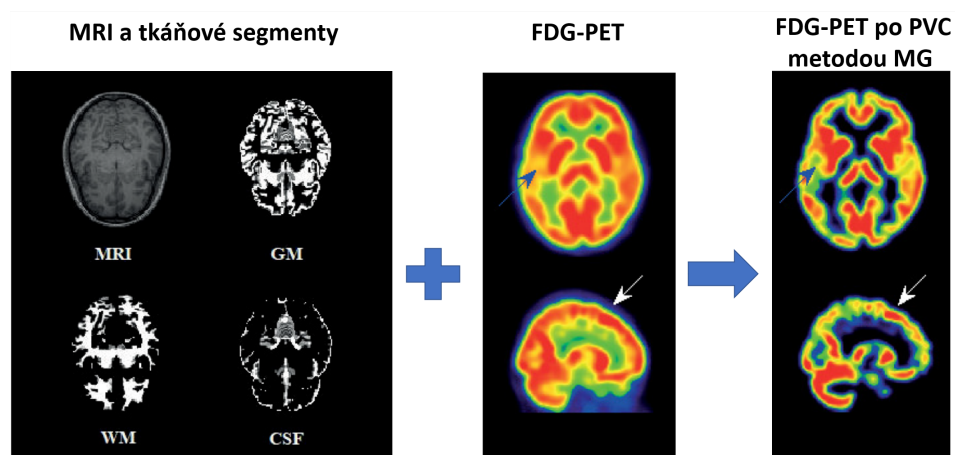 MRI a tkáňové segmenty
FDG-PET
FDG-PET po PVC
metodou MG
MRI
GM
WM
CSF